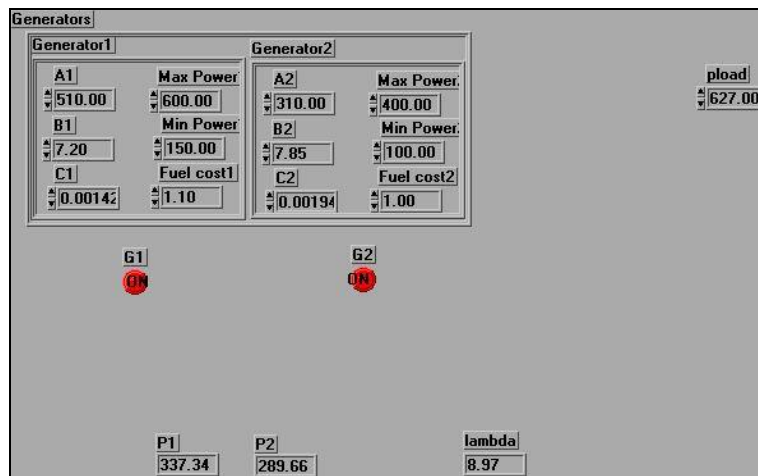 Generators
Generator1
A1
510.00
Max Power
600.00
B1
7.20
Min Power
150.00
C1
0.00142
Fuel cost1
1.10
Generator2
A2
310.00
Max Power
400.00
B2
7.85
Min Power
100.00
C2
0.00194
Fuel cost2
1.00
pload
627.00
G1
ON
G2
ON
P1
337.34
P2
289.66
lambda
8.97